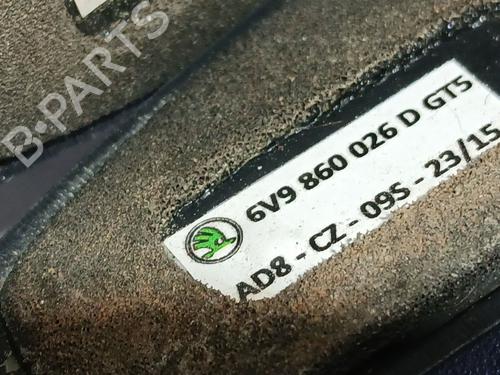 B-PARTS
6V9 860 026 D GT5
AD8 - CZ - 09S - 23/15